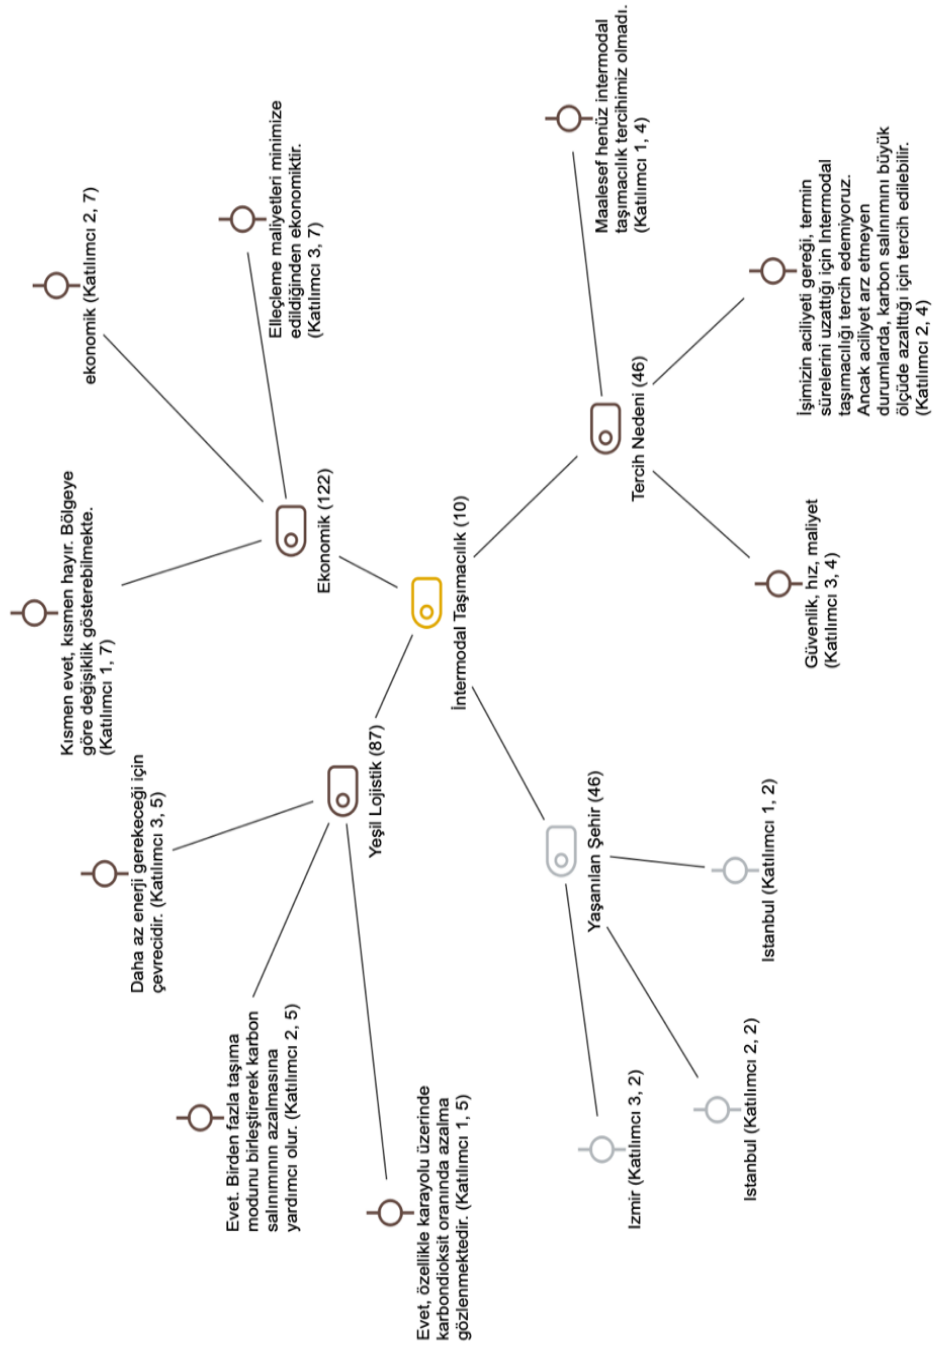 Maalesef henüz intermodal
taşımacılık tercihimiz olmadı.
(Katılımcı 1, 4)
ekonomik (Katılımcı 2, 7)
Elleçleme maliyetleri minimize
edildiğinden ekonomiktir.
(Katılımcı 3, 7)
Kısmen evet, kısmen hayır. Bölgeye
göre değişiklik gösterebilmekte.
(Katılımcı 1, 7)
Ekonomik (122)
Tercih Nedeni (46)
İşimizin aciliyeti gereği, termin
sürelerini uzattığı için Intermodal
taşımacılığı tercih edemiyoruz.
Ancak aciliyet arz etmeyen
durumlarda, karbon salınımını büyük
ölçüde azalttığı için tercih edilebilir.
(Katılımcı 2, 4)
İntermodal Taşımacılık (10)
Güvenlik, hız, maliyet
(Katılımcı 3, 4)
Daha az enerji gerekeceği için
çevrecidir. (Katılımcı 3, 5)
Yeşil Lojistik (87)
Yaşanılan Şehir (46)
Evet. Birden fazla taşıma
modunu birleştirerek karbon
salınımının azalmasına
yardımcı olur. (Katılımcı 2, 5)
Istanbul (Katılımcı 1, 2)
Evet, özellikle karayolu üzerinde
karbondioksit oranında azalma
gözlenmektedir. (Katılımcı 1, 5)
Izmir (Katılımcı 3, 2)
Istanbul (Katılımcı 2, 2)